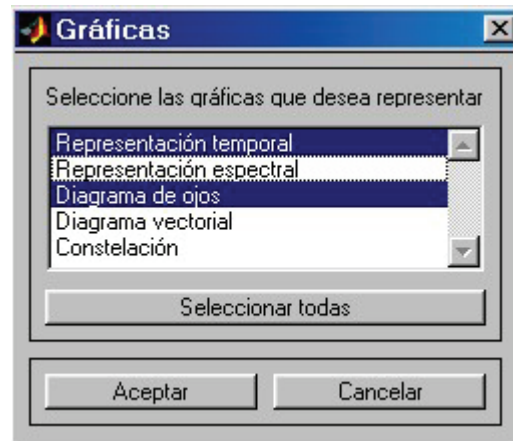 Gráficas
Seleccione las gráficas que desea representar
Representación temporal
Representación espectral
Diagrama de ojos
Diagrama vectorial
Constelación
Seleccionar todas
Aceptar Cancelar